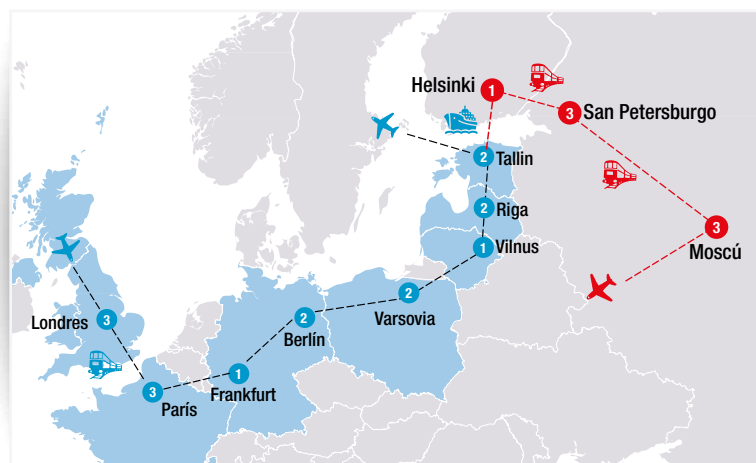 Helsinki
1
3
San Petersburgo
2
Tallin
2
Riga
1
Vilnus
3
Moscú
2
Varsovia
Londres
3
2
Berlín
1
Frankfurt
3
París